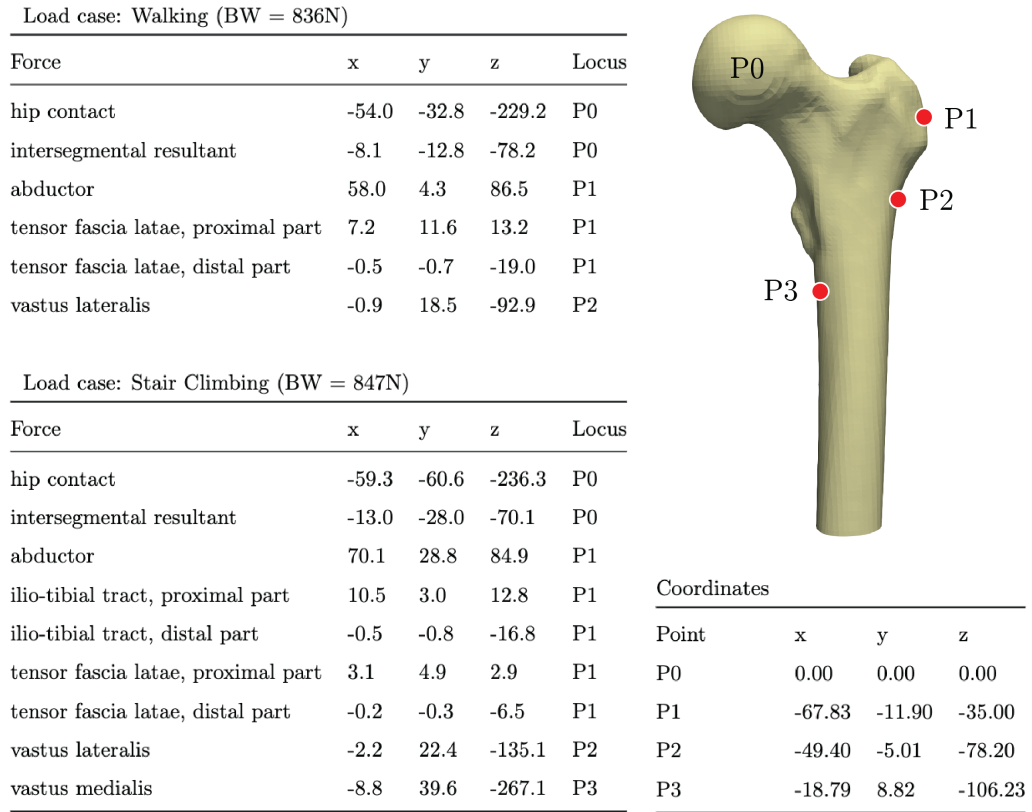 Load case: Walking (BW = 836N)
Force x y z Locus
hip contact -54.0 -32.8 -229.2 P0
intersegmental resultant -8.1 -12.8 -78.2 P0
abductor 58.0 4.3 86.5 P1
tensor fascia latae, proximal part 7.2 11.6 13.2 P1
tensor fascia latae, distal part -0.5 -0.7 -19.0 P1
vastus lateralis -0.9 18.5 -92.9 P2
Load case: Stair Climbing (BW = 847N)
Force x y z Locus
hip contact -59.3 -60.6 -236.3 P0
intersegmental resultant -13.0 -28.0 -70.1 P0
abductor 70.1 28.8 84.9 P1
ilio-tibial tract, proximal part 10.5 3.0 12.8 P1
ilio-tibial tract, distal part -0.5 -0.8 -16.8 P1
tensor fascia latae, proximal part 3.1 4.9 2.9 P1
tensor fascia latae, distal part -0.2 -0.3 -6.5 P1
vastus lateralis -2.2 22.4 -135.1 P2
vastus medialis -8.8 39.6 -267.1 P3
P0
P1
P2
P3
Coordinates
Point x y z
P0 0.00 0.00 0.00
P1 -67.83 -11.90 -35.00
P2 -49.40 -5.01 -78.20
P3 -18.79 8.82 -106.23